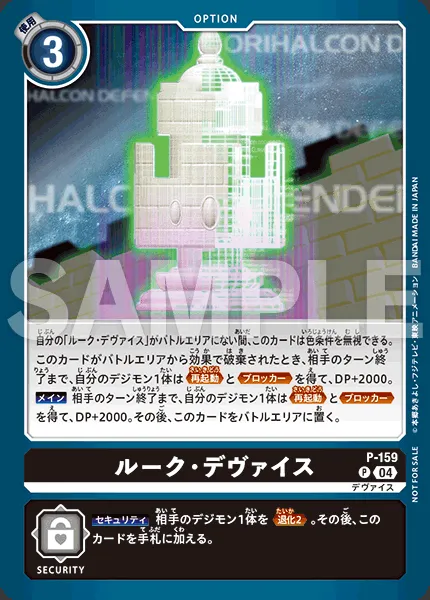 OPTION
使用
3
ORIHALCON DEFEND
HALCON DEFEN
HALCON DEFENDER
SAMPLE
自分の「ルーク・デヴァイス」がバトルエリアにない間、このカードは色条件を無視できる。
このカードがバトルエリアから効果で破棄されたとき、相手のターン終
了まで、自分のデジモン1体は 再起動 と ブロッカー を得て、DP+2000。
メイン 相手のターン終了まで、自分のデジモン1体は 再起動 と ブロッカー
を得て、DP+2000。その後、このカードをバトルエリアに置く。
©本郷あきよし・フジテレビ・東映アニメーション BANDAI MADE IN JAPAN
NOT FOR SALE
ルーク・デヴァイス
P-159
P 04
デヴァイス
セキュリティ 相手のデジモン1体を 退化2 。その後、この
カードを手札に加える。
SECURITY